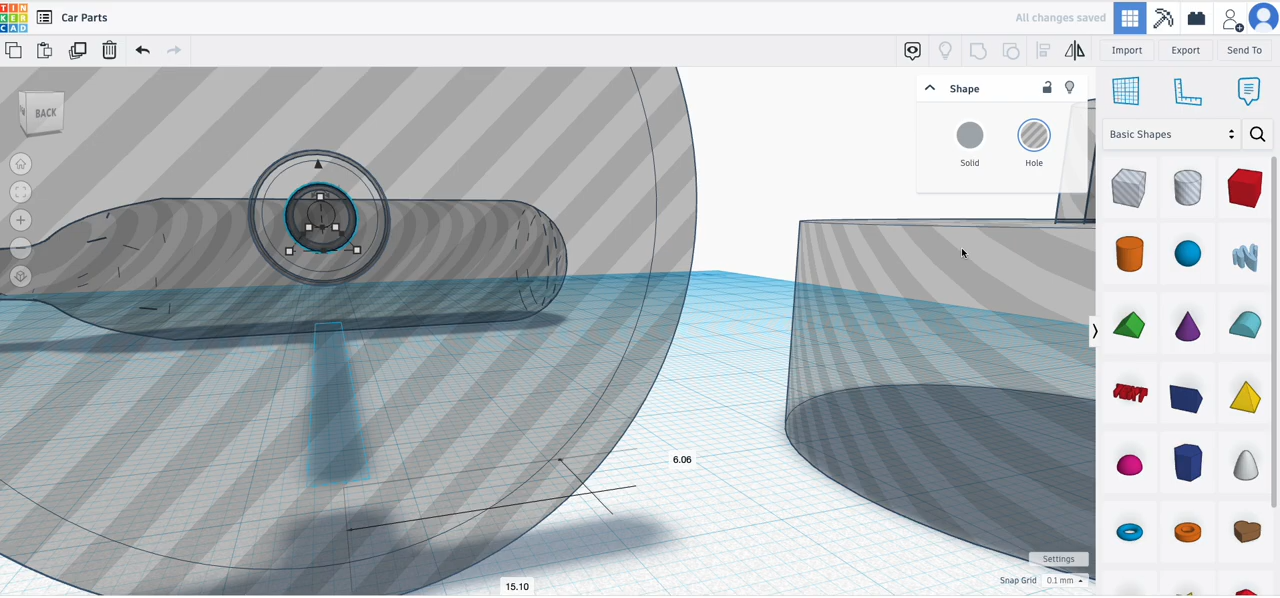 TIN
KER
CAD
Car Parts
All changes saved
Import
Export
Send To
BACK
Shape
Solid
Hole
Basic Shapes
TEXT
6.06
15.10
Settings
Snap Grid 0.1 mm